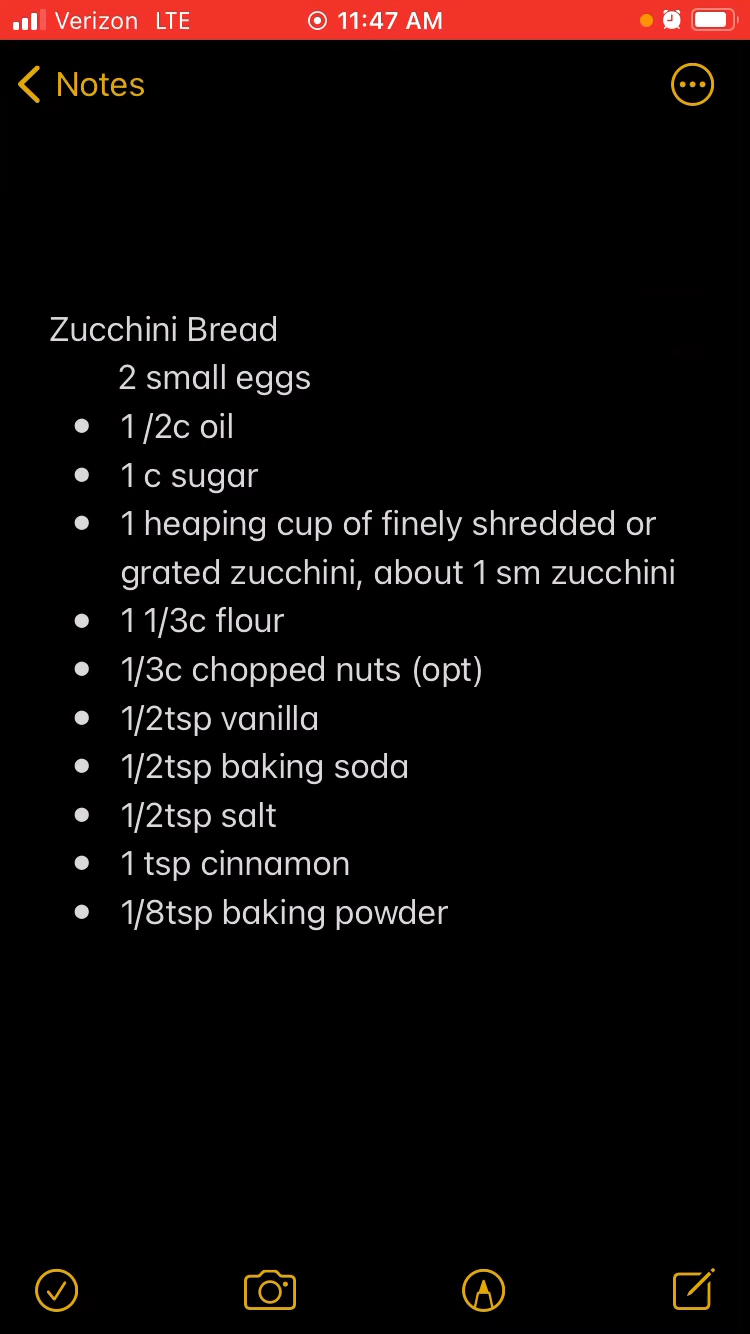 Verizon LTE 11:47 AM
Notes
Zucchini Bread
2 small eggs
• 1 /2c oil
• 1 c sugar
• 1 heaping cup of finely shredded or
grated zucchini, about 1 sm zucchini
• 1 1/3c flour
• 1/3c chopped nuts (opt)
• 1/2tsp vanilla
• 1/2tsp baking soda
• 1/2tsp salt
• 1 tsp cinnamon
• 1/8tsp baking powder